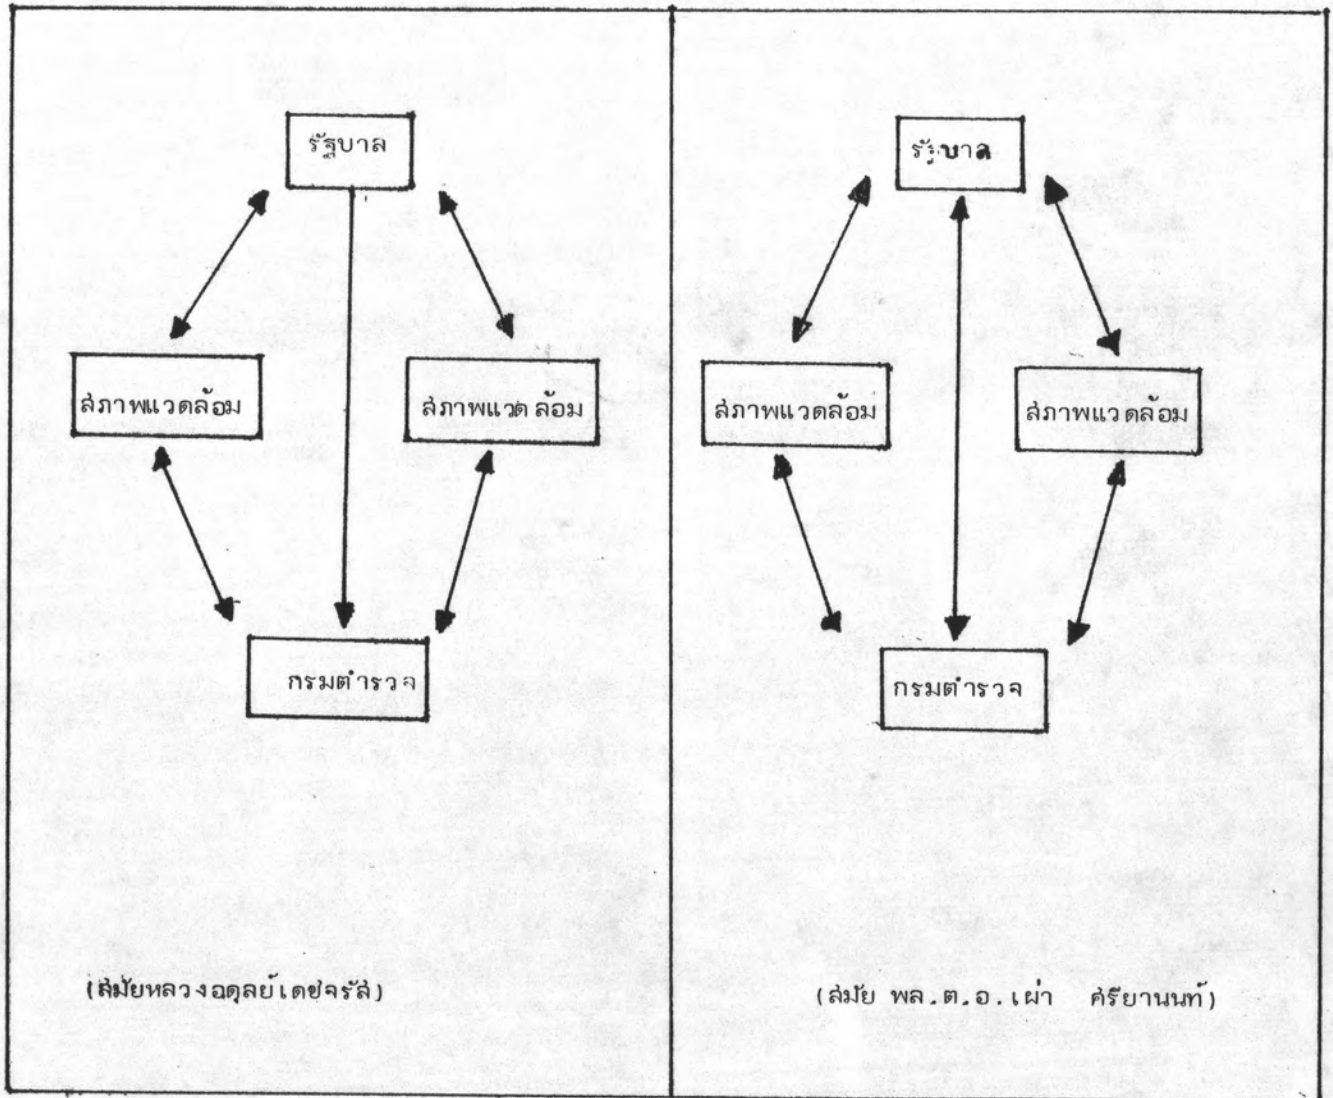 รัฐบาล
สภาพแวดล้อม
สภาพแวดล้อม
กรมตำรวจ
(สมัยหลวงอดุลย์เดชจรัส)
รัฐบาล
สภาพแวดล้อม
สภาพแวดล้อม
กรมตำรวจ
(สมัย พล.ต.อ.เผ่า ศรียานนท์)